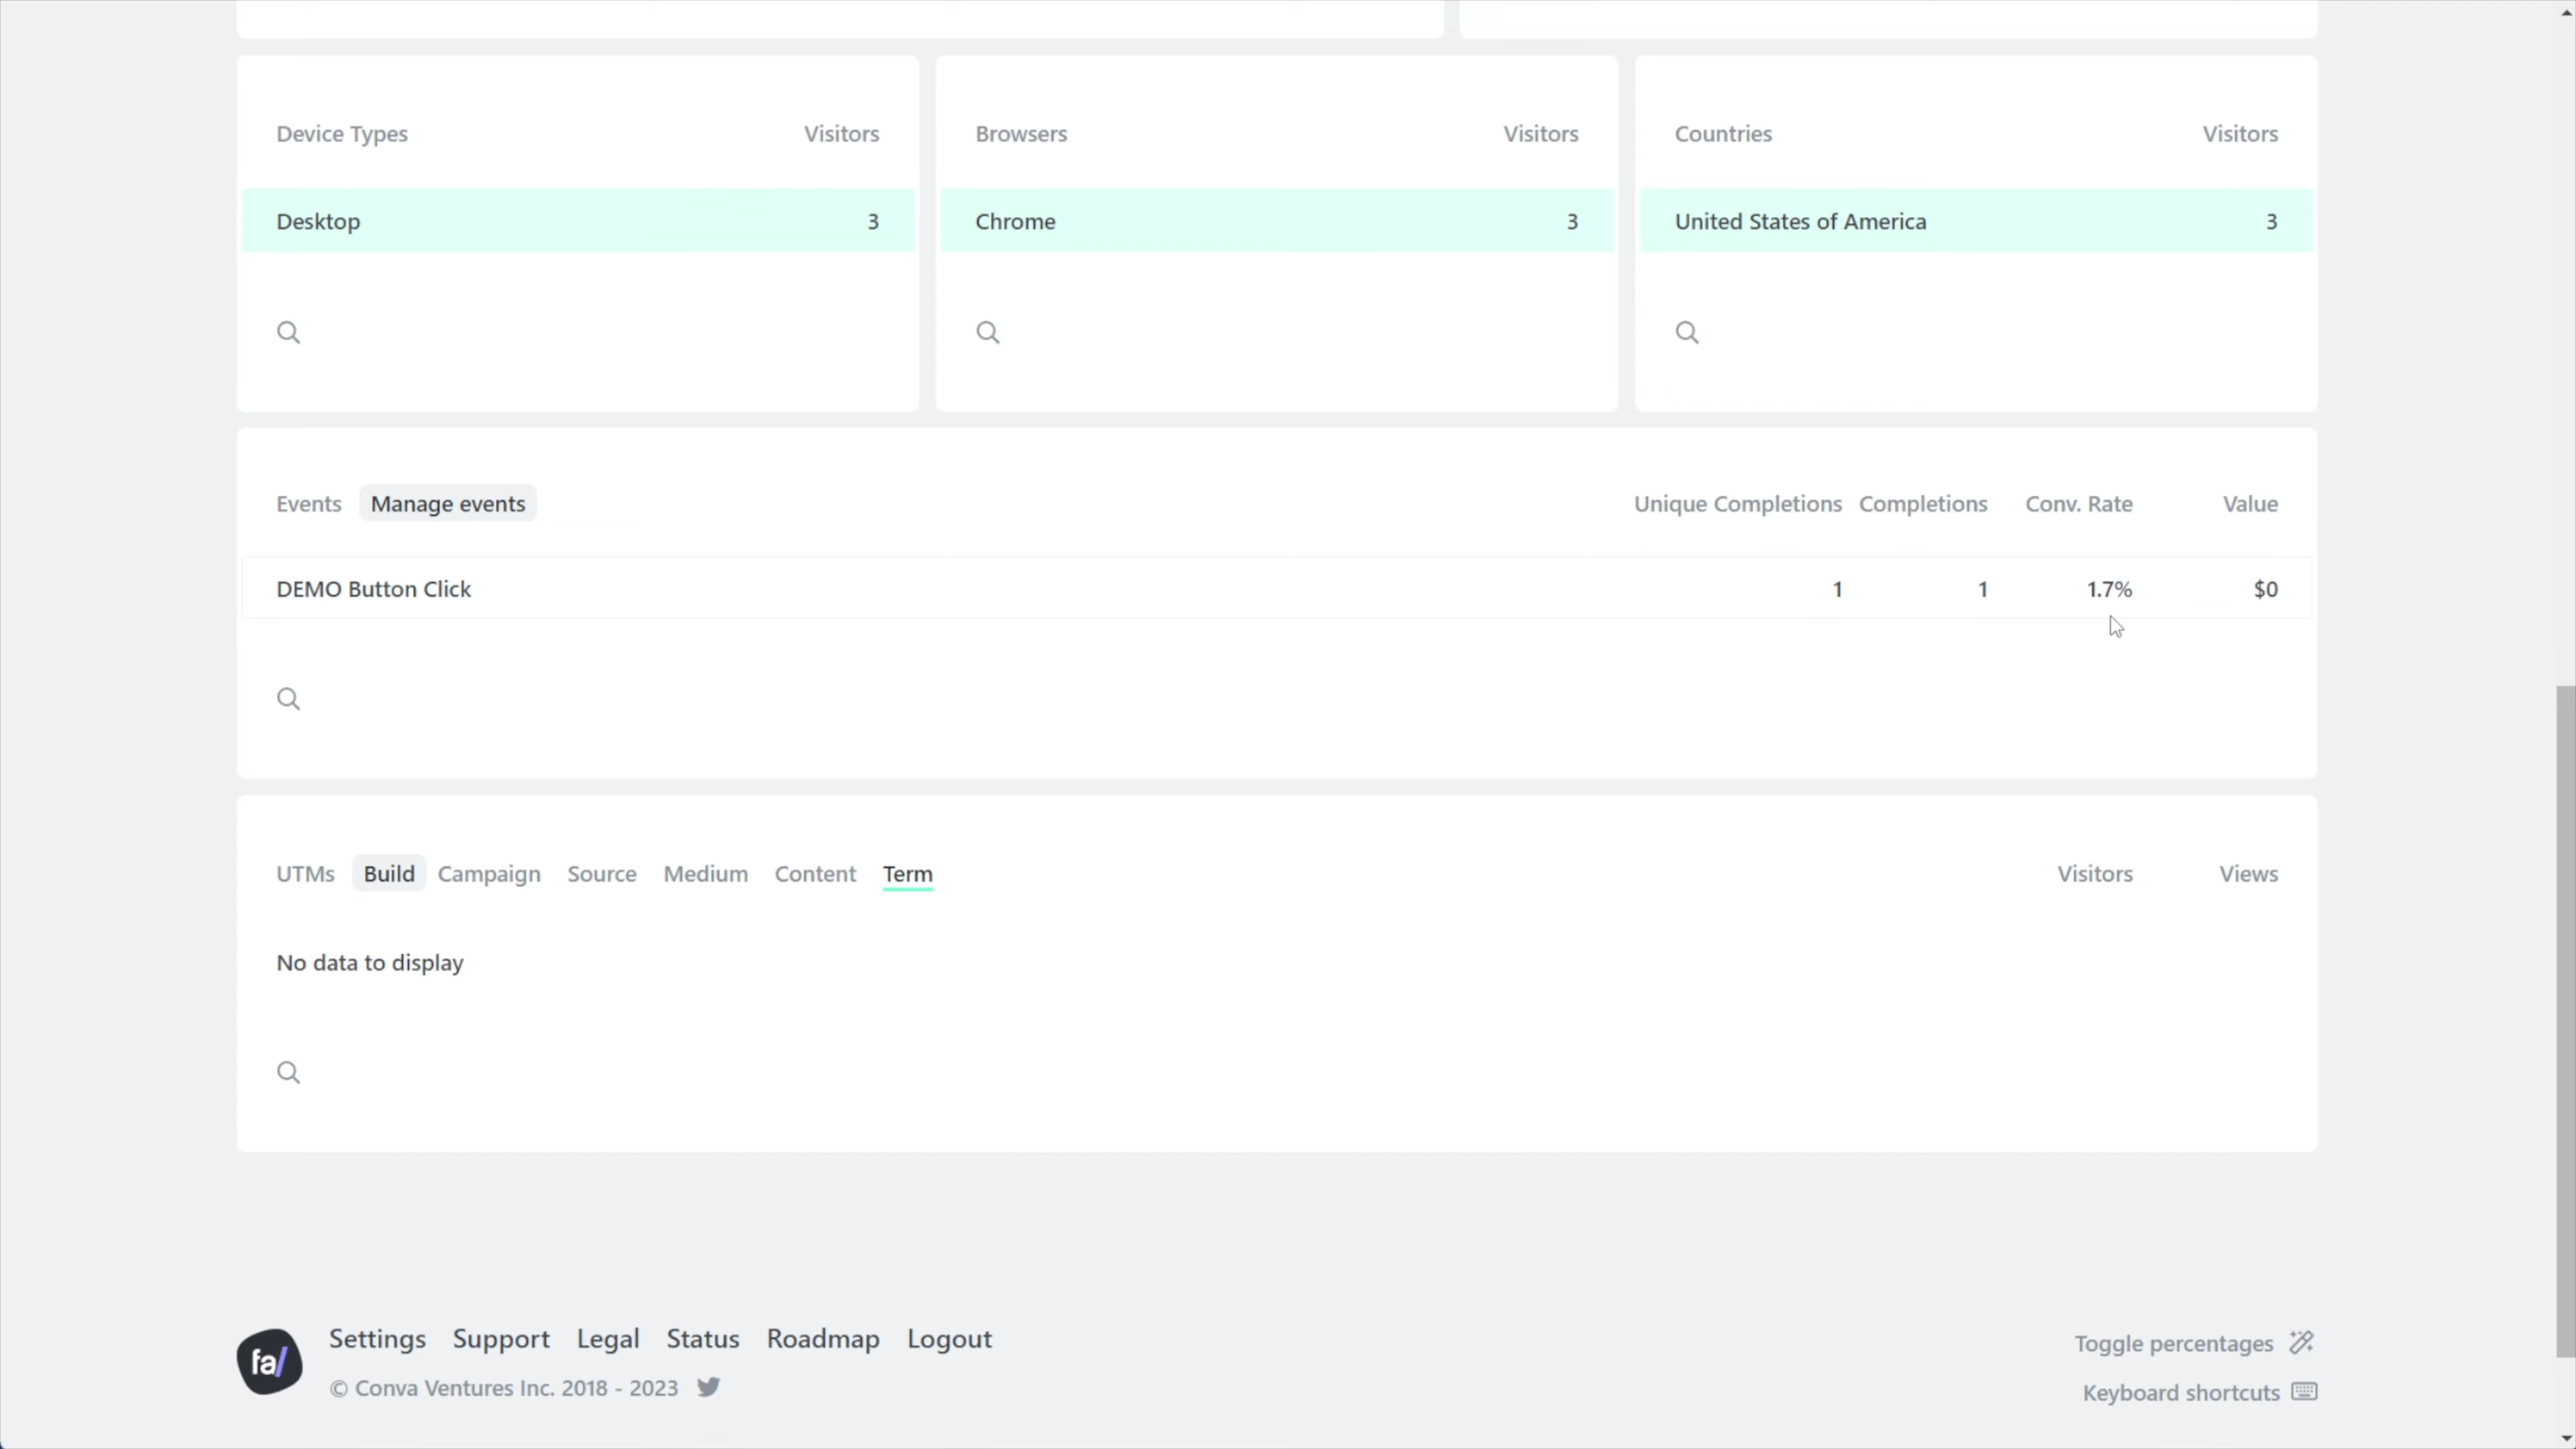 Device Types Visitors
Desktop 3
Browsers Visitors
Chrome 3
Countries Visitors
United States of America 3
Events Manage events Unique Completions Completions Conv. Rate Value
DEMO Button Click 1 1 1.7% $0
UTMs Build Campaign Source Medium Content Term Visitors Views
No data to display
fa/
Settings Support Legal Status Roadmap Logout
© Conva Ventures Inc. 2018 - 2023
Toggle percentages
Keyboard shortcuts